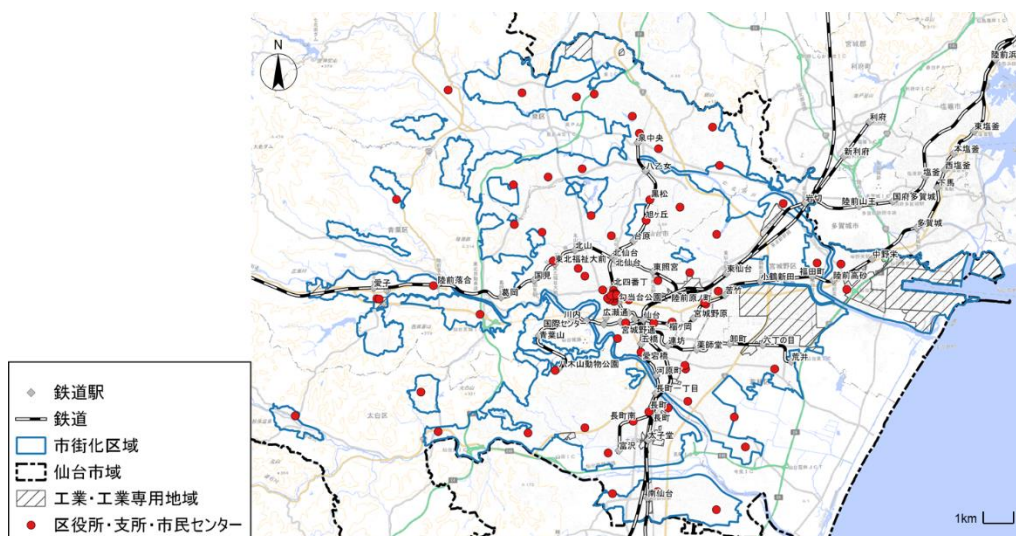 N
陸前浜
利府
新利府
東塩釜
本塩釜
西塩釜
塩釜
下馬
国府多賀城
多賀城
陸前山王
岩切
泉中央
八乙女
黒松
旭ヶ丘
台原
北山
北仙台
北仙台
東北福祉大前
国見
葛岡
陸前落合
愛子
東照宮
東仙台
小鶴新田
福田町
陸前高砂
中野栄
北四番丁
勾当台公園
陸前原ノ町
苦竹
宮城野原
広瀬通
仙台
川内
国際センター
青葉山
宮城野通
榴ヶ岡
五橋
連坊
薬師堂
卸町
六丁の目
荒井
愛宕橋
河原町
八木山動物公園
長町一丁目
長町
長町
長町南
太子堂
富沢
南仙台
鉄道駅
鉄道
市街化区域
仙台市域
工業・工業専用地域
区役所・支所・市民センター
1km